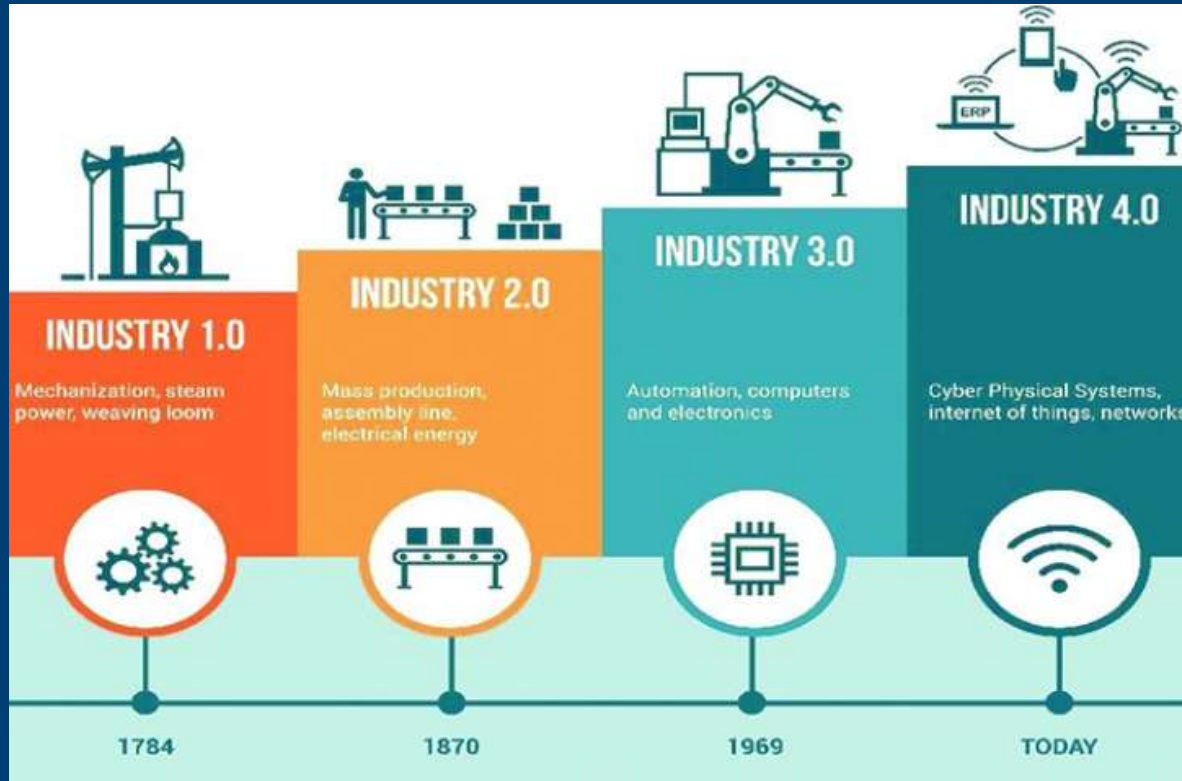 ERP
INDUSTRY 1.0
Mechanization, steam
power, weaving loom
INDUSTRY 2.0
Mass production,
assembly line,
electrical energy
INDUSTRY 3.0
Automation, computers
and electronics
INDUSTRY 4.0
Cyber Physical Systems,
internet of things, networks
1784
1870
1969
TODAY